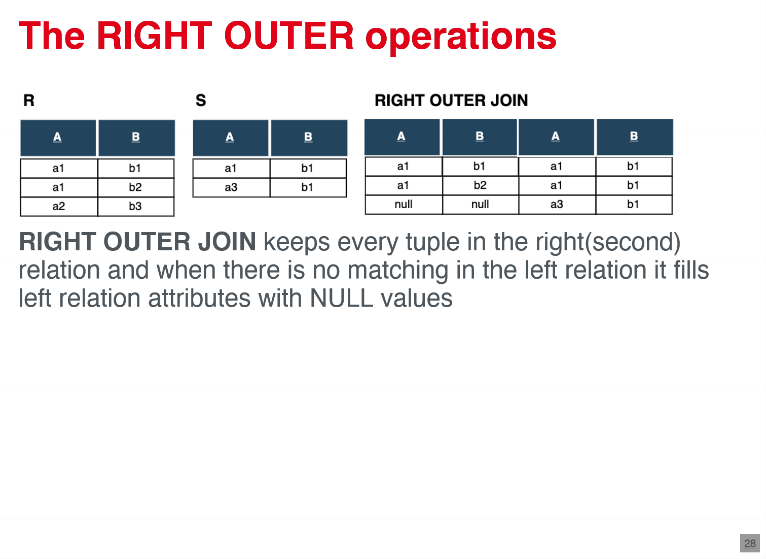 The RIGHT OUTER operations
R
S
RIGHT OUTER JOIN
A B
a1 b1
a1 b2
a2 b3
A B
a1 b1
a3 b1
A B A B
a1 b1 a1 b1
a1 b2 a1 b1
null null a3 b1
RIGHT OUTER JOIN keeps every tuple in the right(second)
relation and when there is no matching in the left relation it fills
left relation attributes with NULL values
28